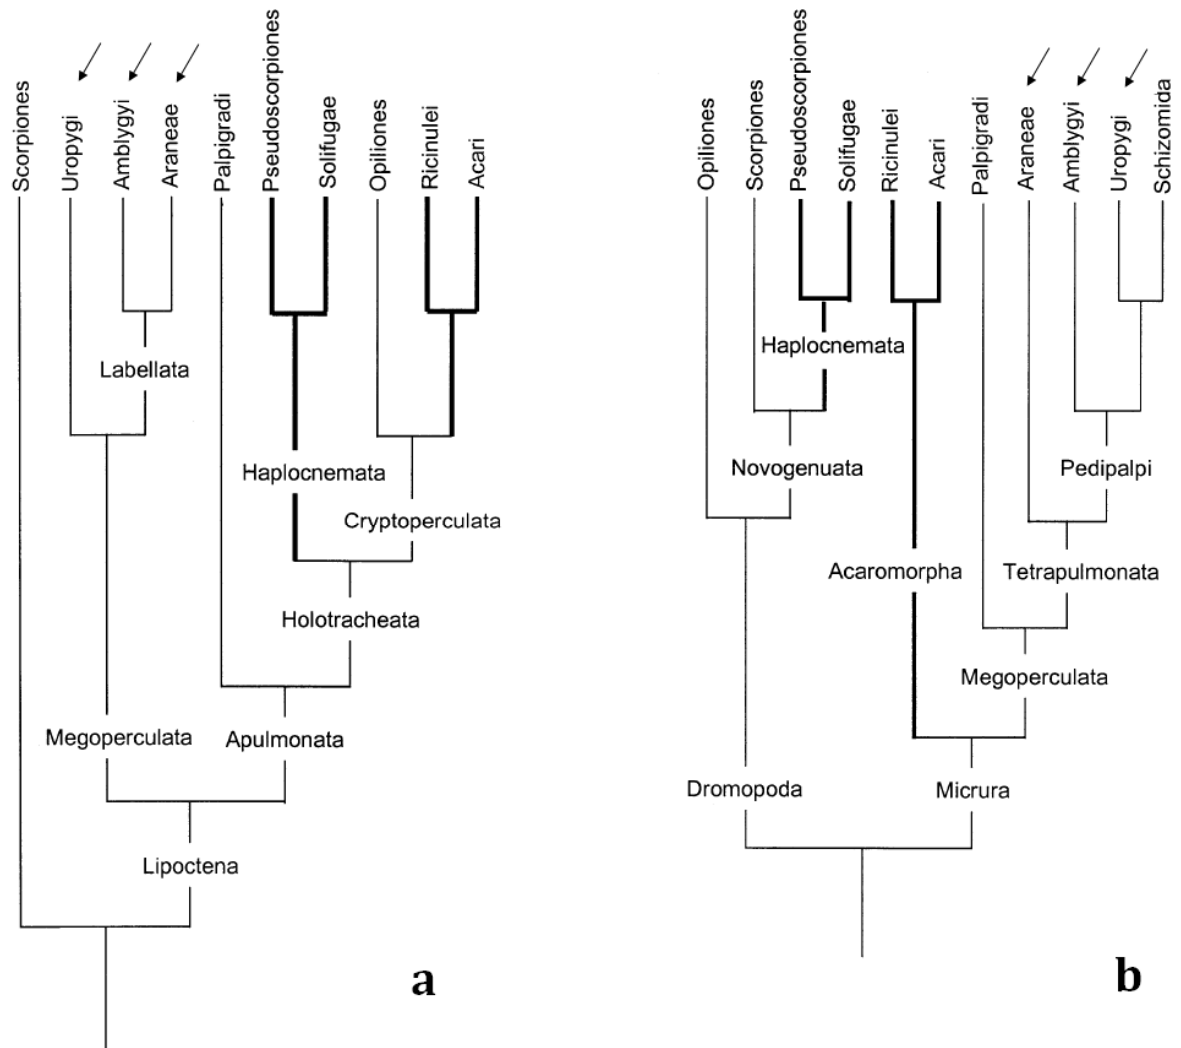 Scorpiones
Uropygi
Amblygyi
Araneae
Palpigradi
Pseudoscorpiones
Solifugae
Opiliones
Ricinulei
Acari
Labellata
Haplocnemata
Cryptoperculata
Holotracheata
Megoperculata
Apulmonata
Lipoctena
a
Opiliones
Scorpiones
Pseudoscorpiones
Solifugae
Ricinulei
Acari
Palpigradi
Araneae
Amblygyi
Uropygi
Schizomida
Haplocnemata
Novogenuata
Pedipalpi
Acaromorpha
Tetrapulmonata
Megoperculata
Dromopoda
Micrura
b